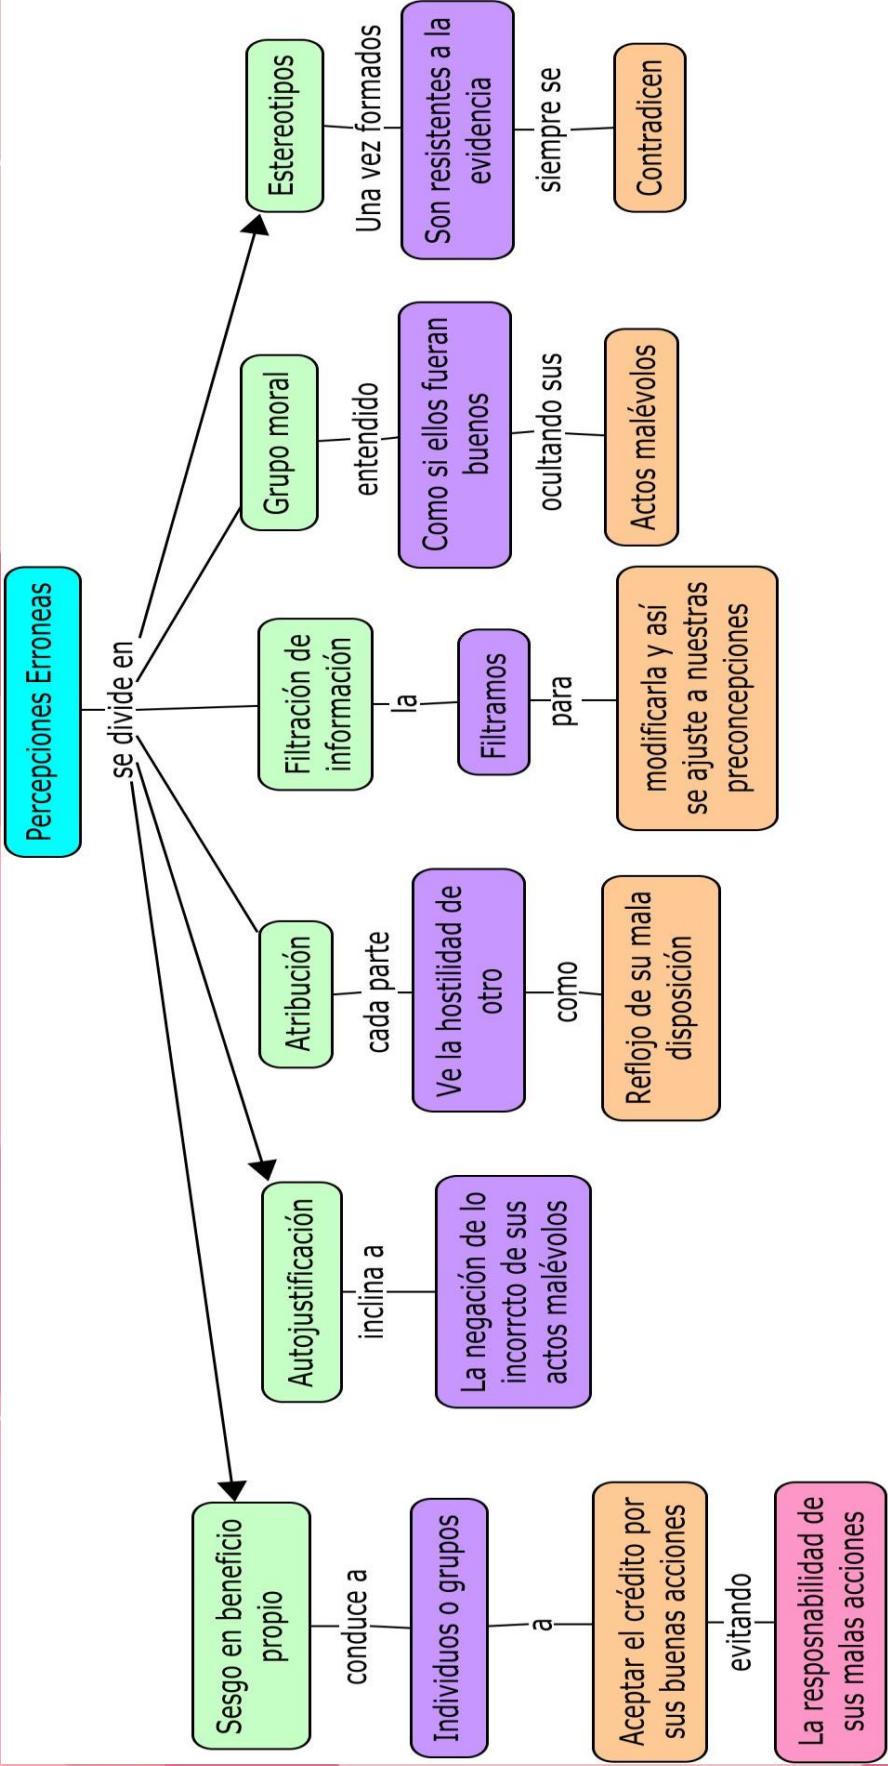 Percepciones Erroneas
se divide en
Sesgo en beneficio
propio
conduce a
Individuos o grupos
a
Aceptar el crédito por
sus buenas acciones
evitando
La resposnabilidad de
sus malas acciones
Autojustificación
inclina a
La negación de lo
incorrcto de sus
actos malévolos
Atribución
cada parte
Ve la hostilidad de
otro
como
Reflojo de su mala
disposición
Filtración de
información
la
Filtramos
para
modificarla y así
se ajuste a nuestras
preconcepciones
Grupo moral
entendido
Como si ellos fueran
buenos
ocultando sus
Actos malévolos
Estereotipos
Una vez formados
Son resistentes a la
evidencia
siempre se
Contradicen